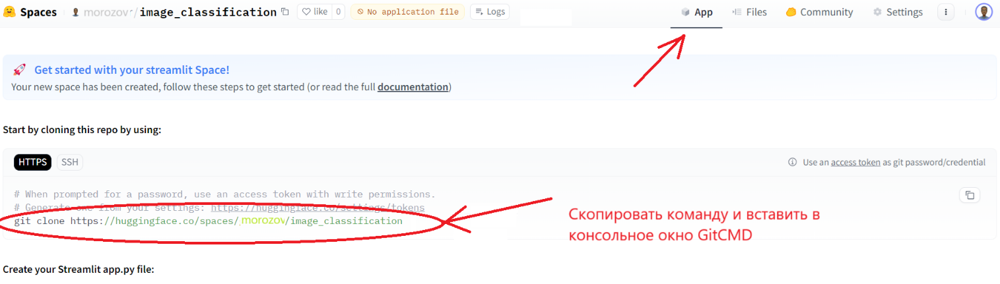 Spaces morozov/image_classification like 0 No application file Logs App Files Community Settings
Get started with your streamlit Space!
Your new space has been created, follow these steps to get started (or read the full documentation)
Start by cloning this repo by using:
HTTPS SSH Use an access token as git password/credential
# When prompted for a password, use an access token with write permissions.
# Generate one from your settings: https://huggingface.co/settings/tokens
git clone https://huggingface.co/spaces/morozov/image_classification
Скопировать команду и вставить в
консольное окно GitCMD
Create your Streamlit app.py file: